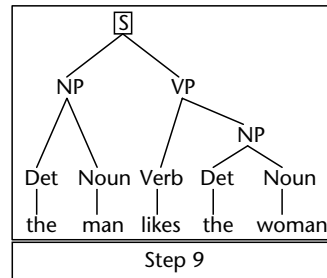 S
NP VP
NP
Det Noun Verb Det Noun
the man likes the woman
Step 9